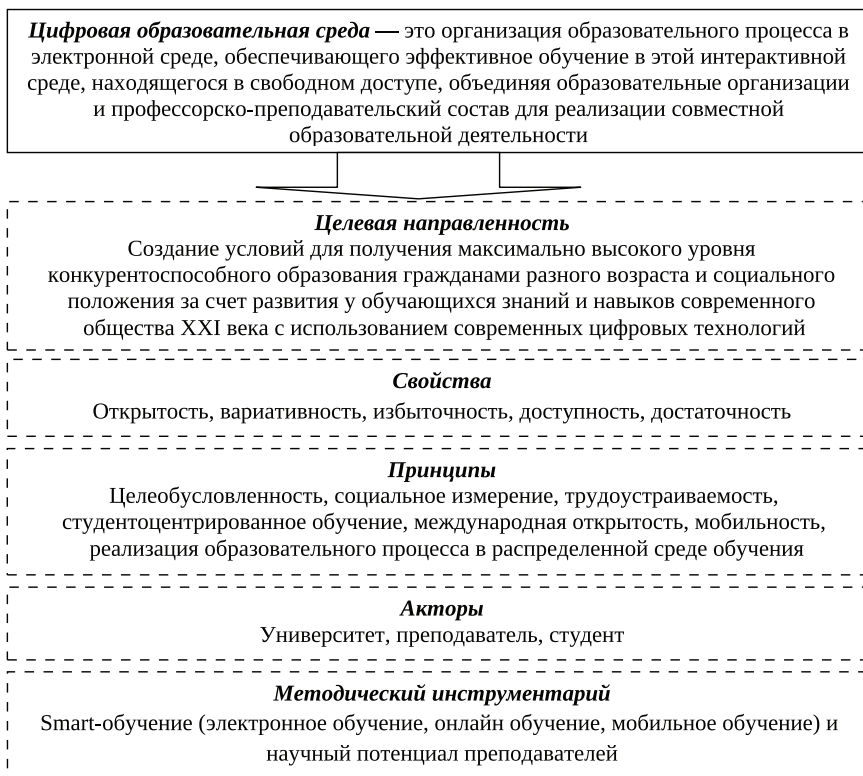 Цифровая образовательная среда — это организация образовательного процесса в
электронной среде, обеспечивающего эффективное обучение в этой интерактивной
среде, находящегося в свободном доступе, объединяя образовательные организации
и профессорско-преподавательский состав для реализации совместной
образовательной деятельности
Целевая направленность
Создание условий для получения максимально высокого уровня
конкурентоспособного образования гражданами разного возраста и социального
положения за счет развития у обучающихся знаний и навыков современного
общества XXI века с использованием современных цифровых технологий
Свойства
Открытость, вариативность, избыточность, доступность, достаточность
Принципы
Целеобусловленность, социальное измерение, трудоустраиваемость,
студентоцентрированное обучение, международная открытость, мобильность,
реализация образовательного процесса в распределенной среде обучения
Акторы
Университет, преподаватель, студент
Методический инструментарий
Smart-обучение (электронное обучение, онлайн обучение, мобильное обучение) и
научный потенциал преподавателей